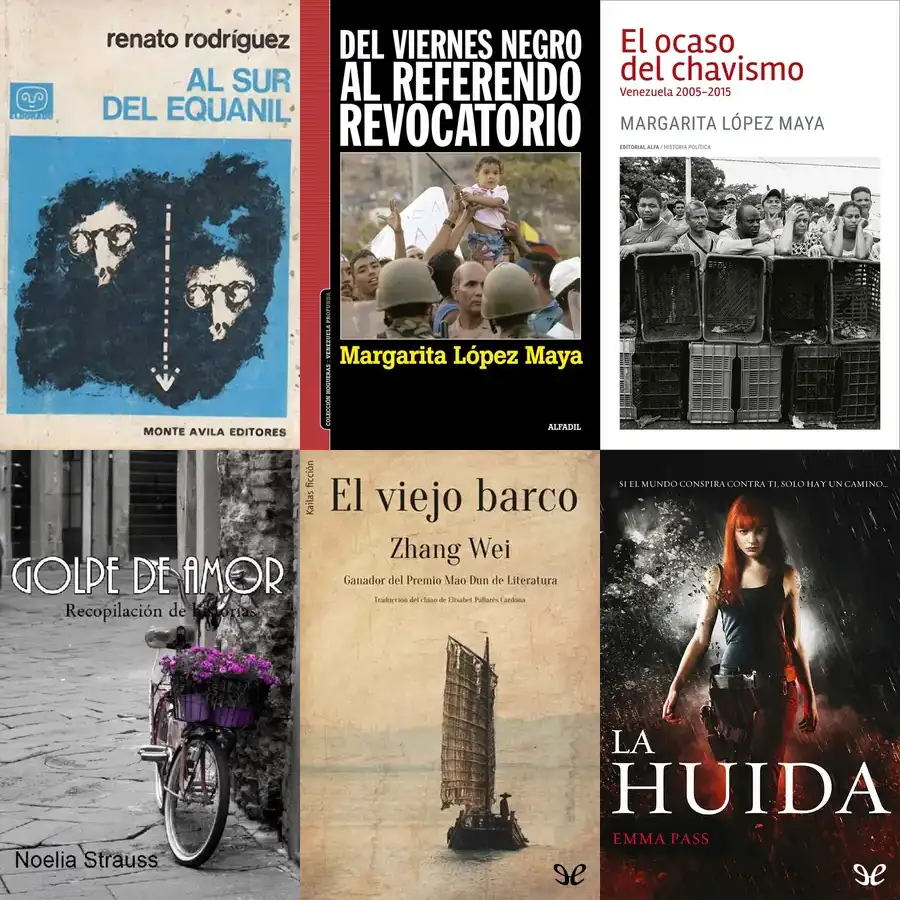 renato rodríguez
AL SUR
DEL EQUANIL
EL DORADO
MONTE AVILA EDITORES
DEL VIERNES NEGRO
AL REFERENDO
REVOCATORIO
COLECCIÓN HOGUERAS - VENEZUELA PROFUNDA
Margarita López Maya
ALFADIL
El ocaso
del chavismo
Venezuela 2005–2015
MARGARITA LÓPEZ MAYA
EDITORIAL ALFA / HISTORIA POLÍTICA
GOLPE DE AMOR
Recopilación de historias
Noelia Strauss
Kailas ficción
El viejo barco
Zhang Wei
Ganador del Premio Mao Dun de Literatura
Traducción del chino de Elisabet Pallarés Cardona
SI EL MUNDO CONSPIRA CONTRA TI, SOLO HAY UN CAMINO...
LA
HUIDA
EMMA PASS